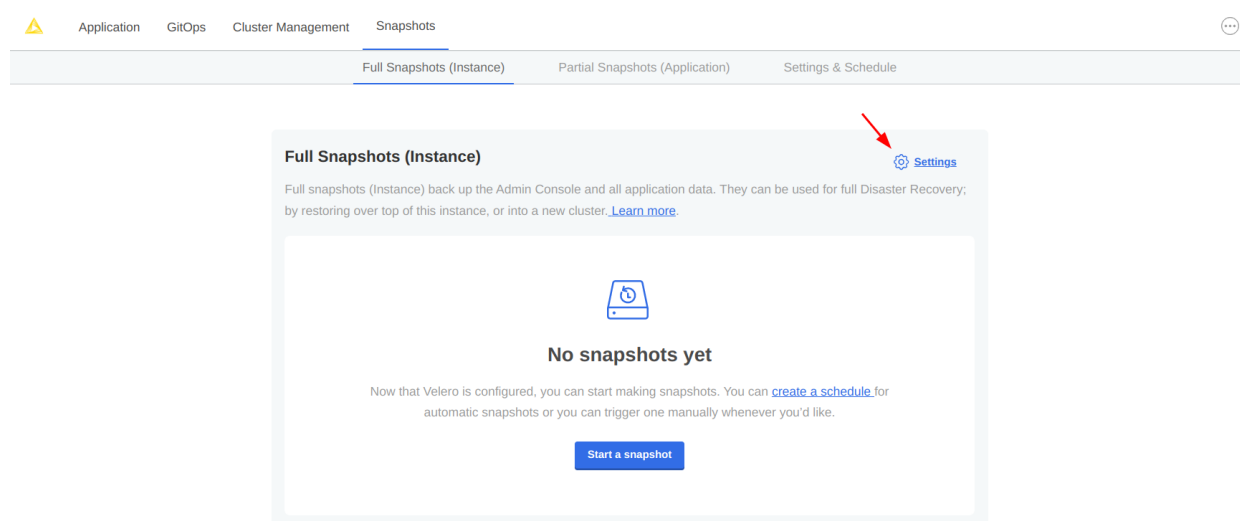 Application GitOps Cluster Management Snapshots
Full Snapshots (Instance) Partial Snapshots (Application) Settings & Schedule
Full Snapshots (Instance)
Settings
Full snapshots (Instance) back up the Admin Console and all application data. They can be used for full Disaster Recovery;
by restoring over top of this instance, or into a new cluster. Learn more.
No snapshots yet
Now that Velero is configured, you can start making snapshots. You can create a schedule for
automatic snapshots or you can trigger one manually whenever you'd like.
Start a snapshot